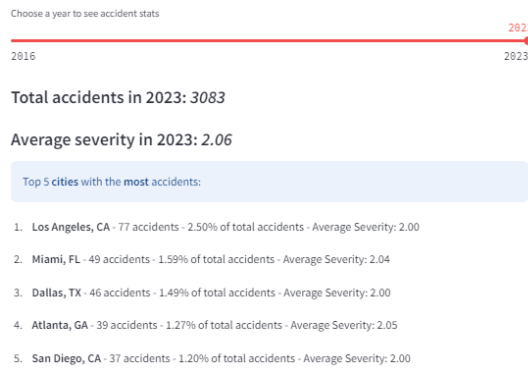 Choose a year to see accident stats
202
2016 2023
Total accidents in 2023: 3083
Average severity in 2023: 2.06
Top 5 cities with the most accidents:
1. Los Angeles, CA - 77 accidents - 2.50% of total accidents - Average Severity: 2.00
2. Miami, FL - 49 accidents - 1.59% of total accidents - Average Severity: 2.04
3. Dallas, TX - 46 accidents - 1.49% of total accidents - Average Severity: 2.00
4. Atlanta, GA - 39 accidents - 1.27% of total accidents - Average Severity: 2.05
5. San Diego, CA - 37 accidents - 1.20% of total accidents - Average Severity: 2.00